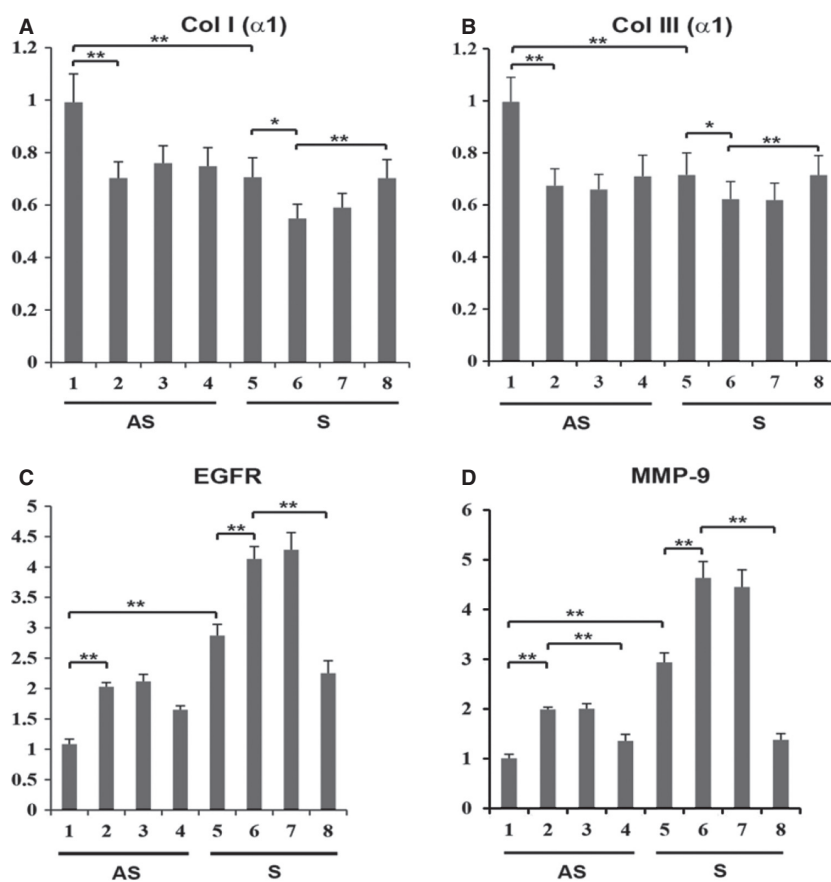 A
Col I (α1)
1.2
1
0.8
0.6
0.4
0.2
0
** ** * **
1 2 3 4 5 6 7 8
AS S
B
Col III (α1)
1.2
1
0.8
0.6
0.4
0.2
0
** ** * **
1 2 3 4 5 6 7 8
AS S
C
EGFR
5
4.5
4
3.5
3
2.5
2
1.5
1
0.5
0
** ** ** **
1 2 3 4 5 6 7 8
AS S
D
MMP-9
6
5
4
3
2
1
0
** ** ** ** **
1 2 3 4 5 6 7 8
AS S